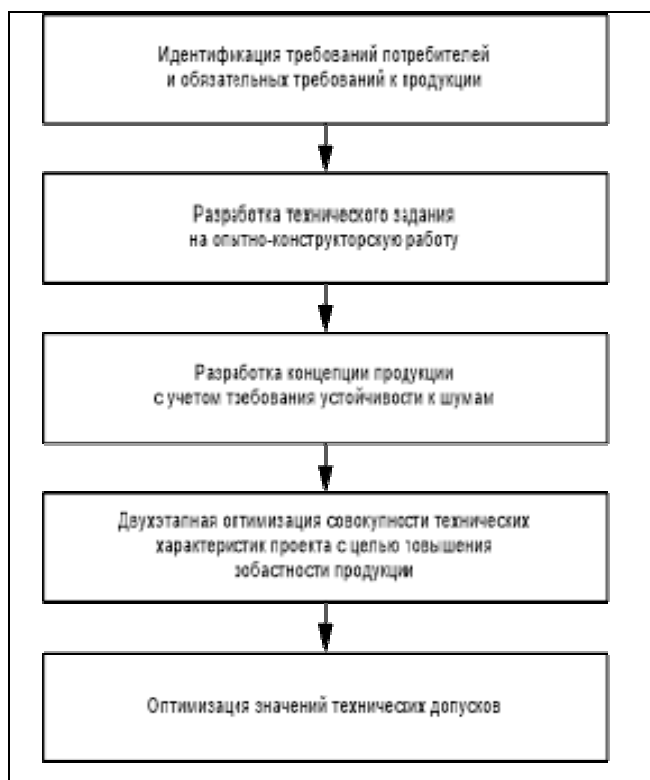 Идентификация требований потребителей
и обязательных требований к продукции
Разработка технического задания
на опытно-конструкторскую работу
Разработка концепции продукции
с учетом требования устойчивости к шумам
Двухэтапная оптимизация совокупности технических
характеристик проекта с целью повышения
робастности продукции
Оптимизация значений технических допусков